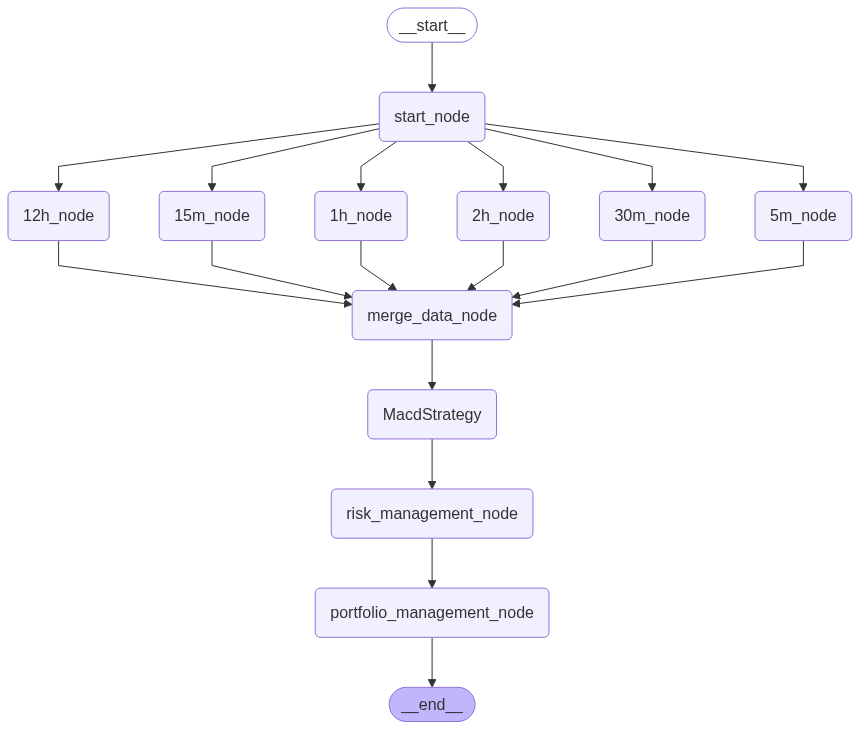 __start__
start_node
12h_node
15m_node
1h_node
2h_node
30m_node
5m_node
merge_data_node
MacdStrategy
risk_management_node
portfolio_management_node
__end__